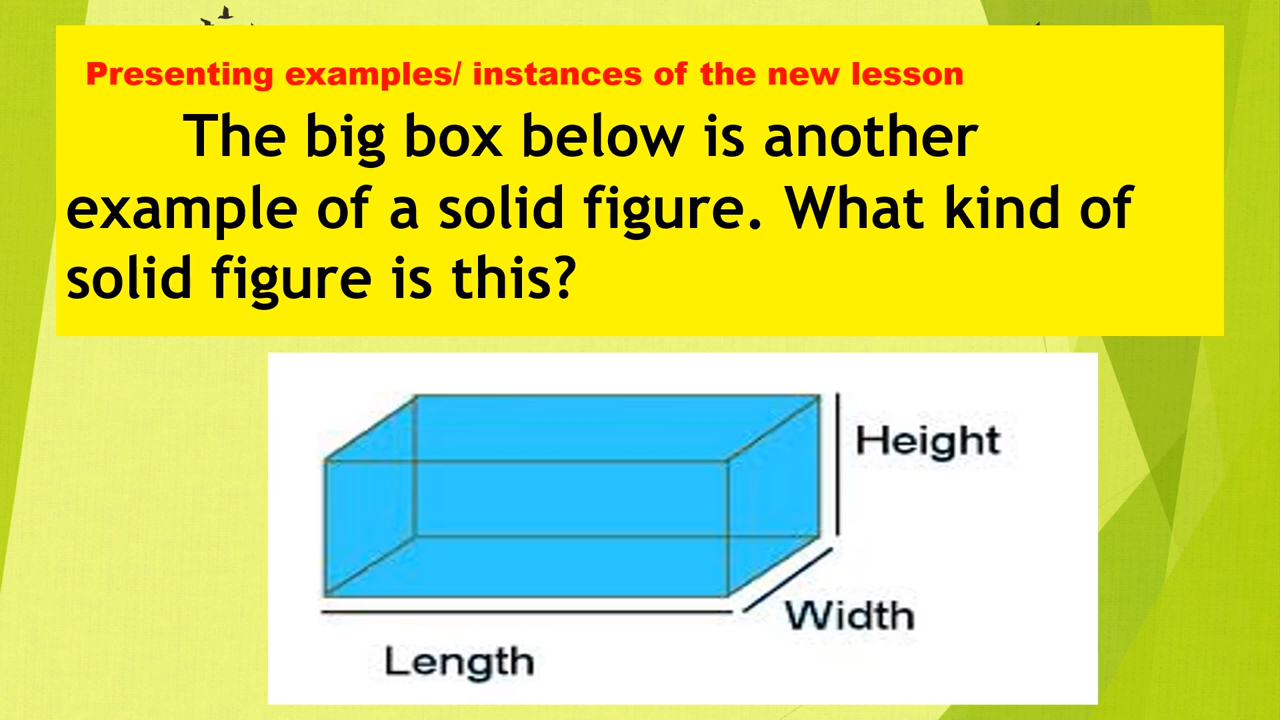 Presenting examples/ instances of the new lesson
The big box below is another
example of a solid figure. What kind of
solid figure is this?
Height
Width
Length